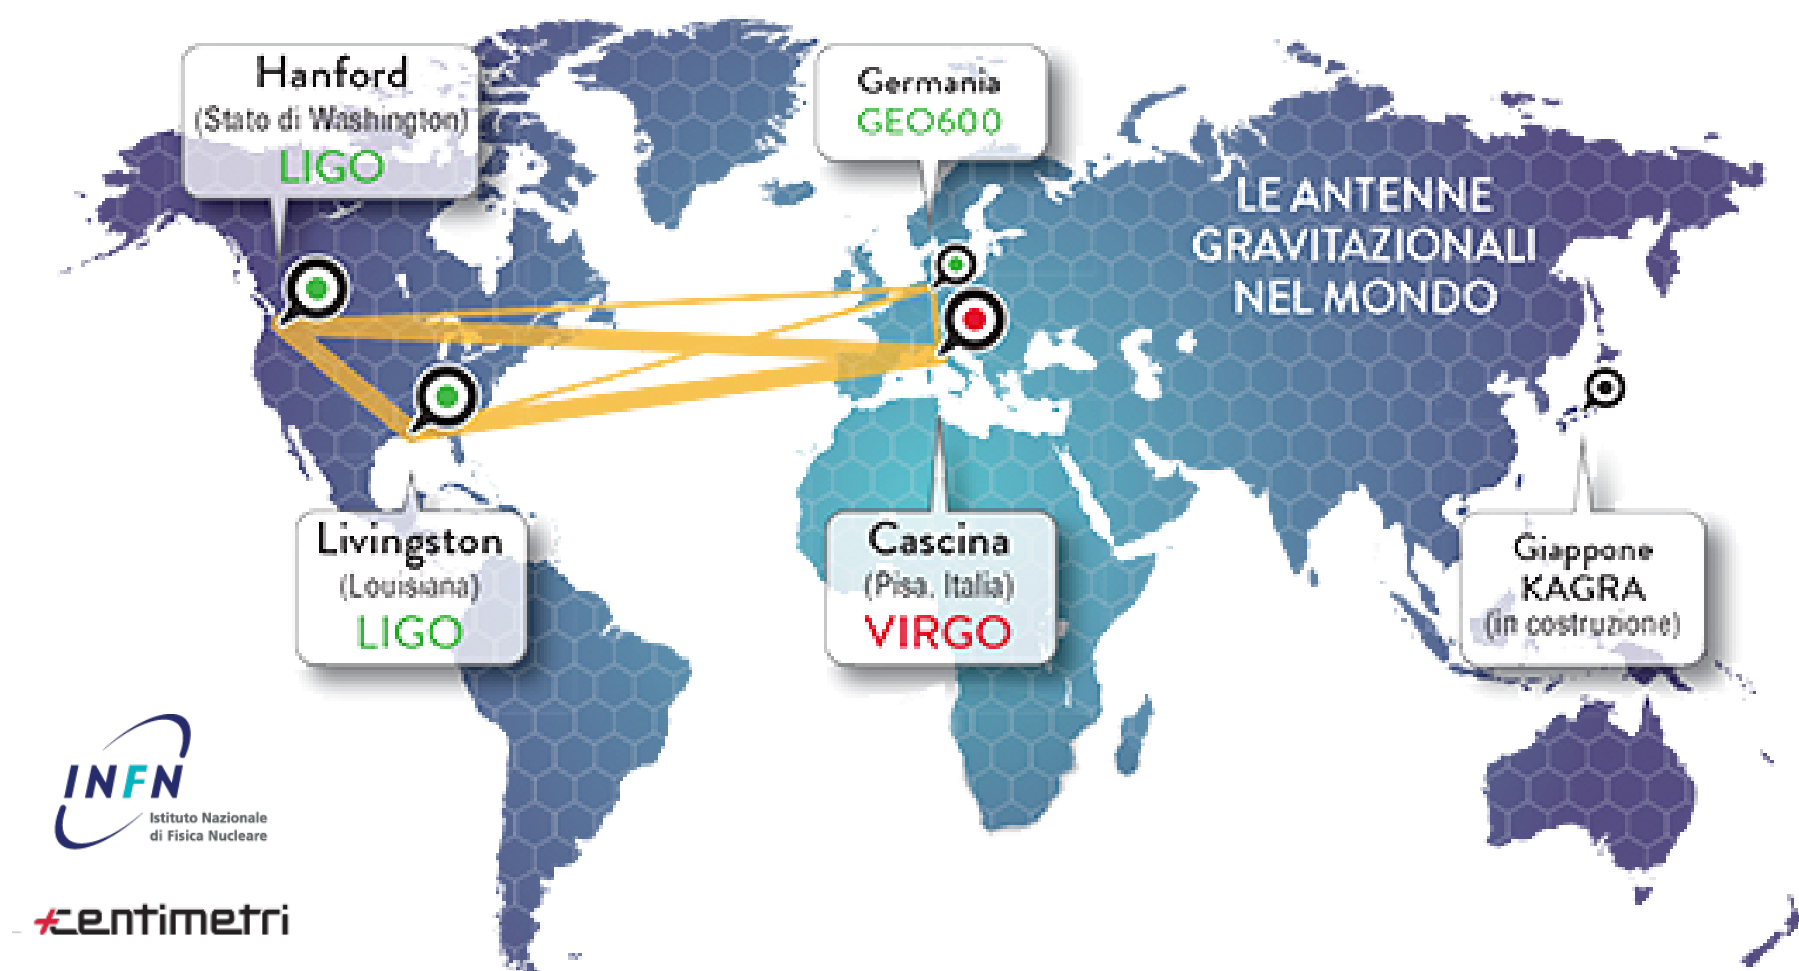 Hanford
(Stato di Washington)
LIGO
Germania
GEO600
LE ANTENNE
GRAVITAZIONALI
NEL MONDO
Livingston
(Louisiana)
LIGO
Cascina
(Pisa, Italia)
VIRGO
Giappone
KAGRA
(in costruzione)
INFN
Istituto Nazionale
di Fisica Nucleare
centimetri